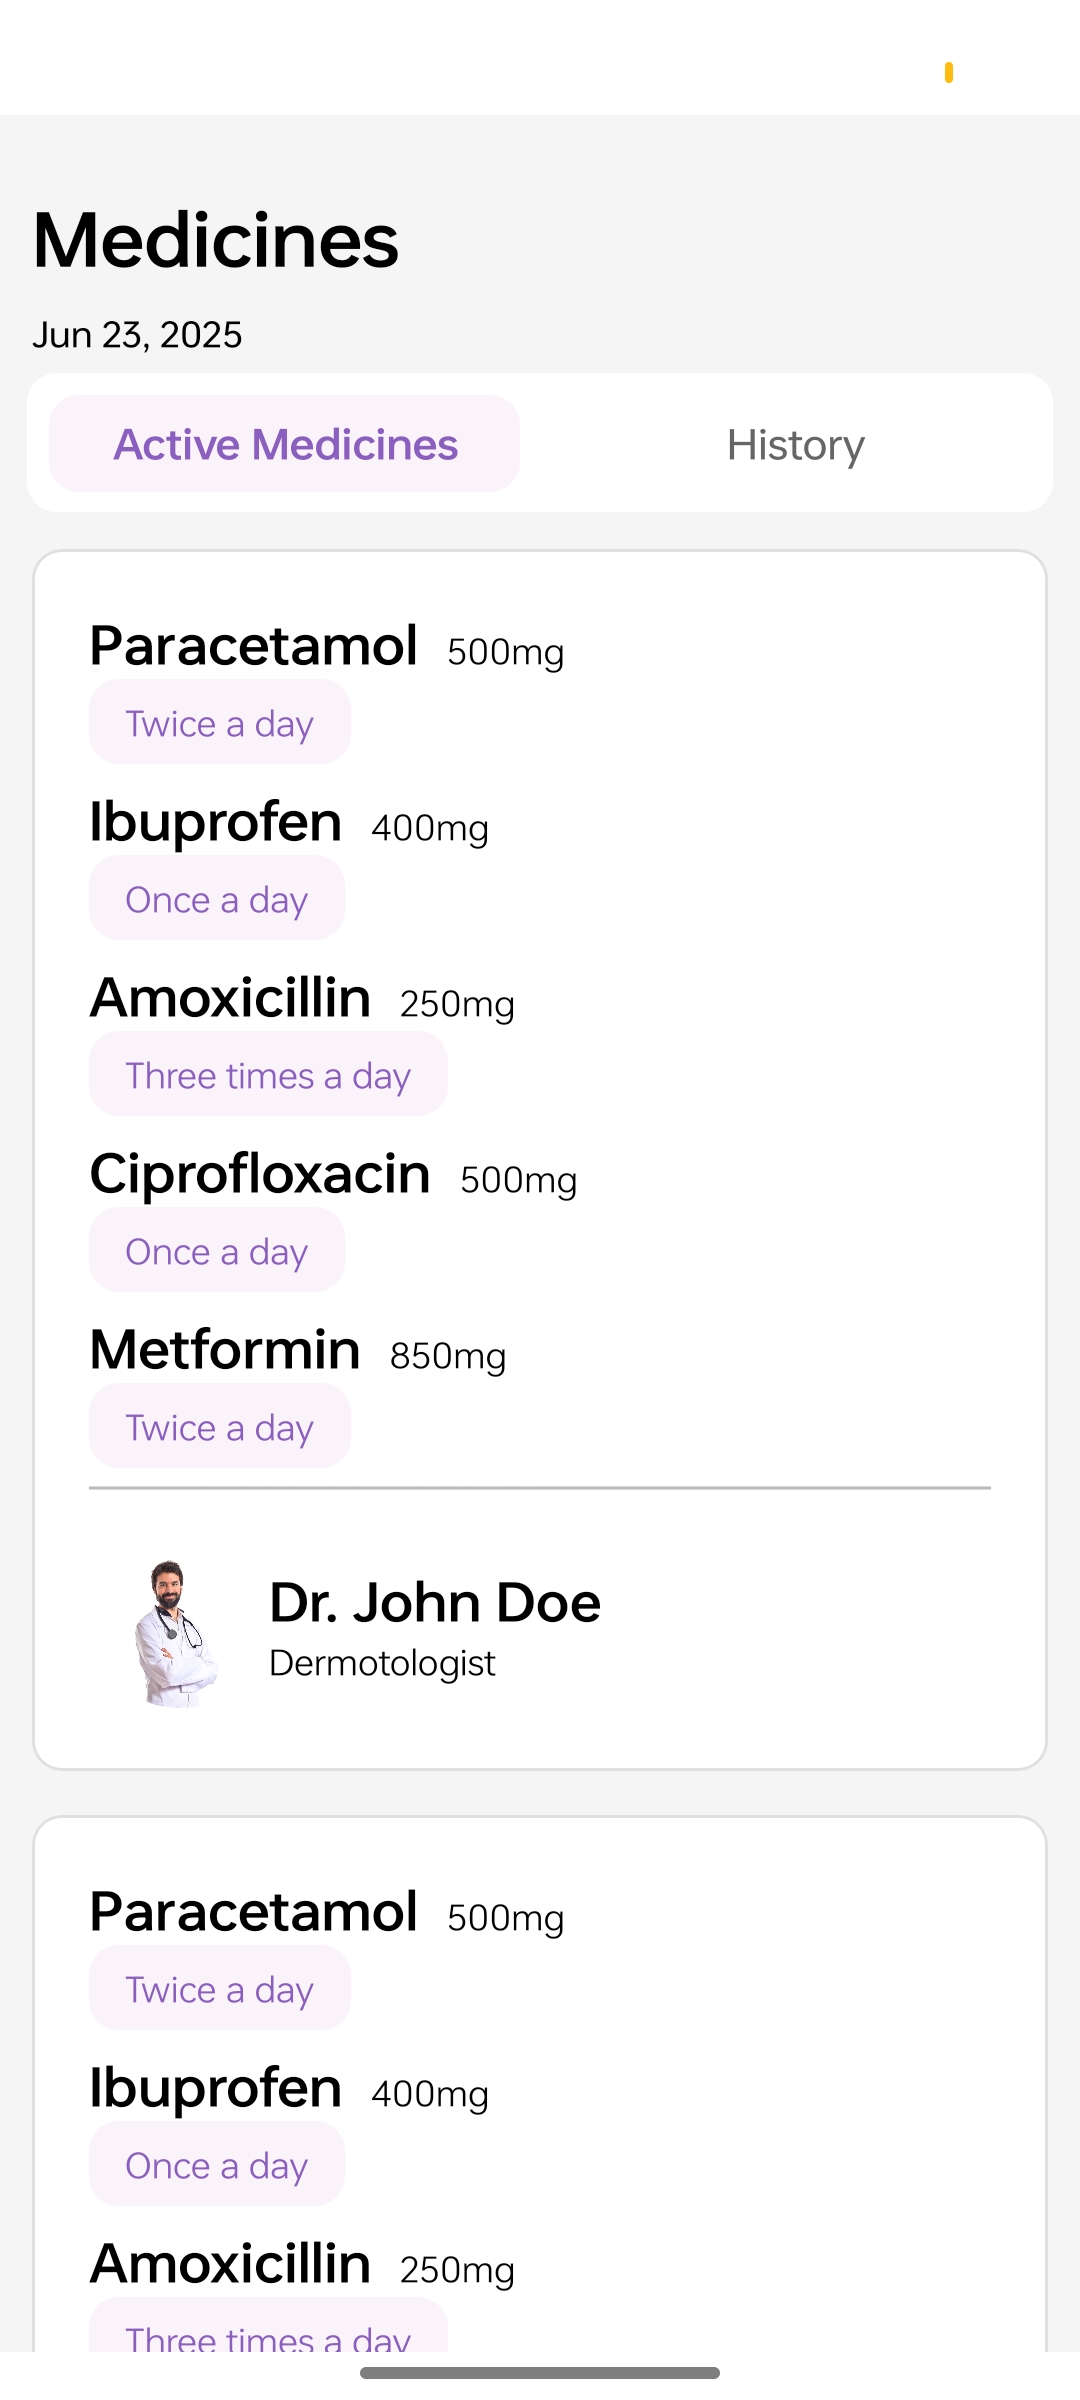 Medicines
Jun 23, 2025
Active Medicines
History
Paracetamol 500mg
Twice a day
Ibuprofen 400mg
Once a day
Amoxicillin 250mg
Three times a day
Ciprofloxacin 500mg
Once a day
Metformin 850mg
Twice a day
Dr. John Doe
Dermotologist
Paracetamol 500mg
Twice a day
Ibuprofen 400mg
Once a day
Amoxicillin 250mg
Three times a day